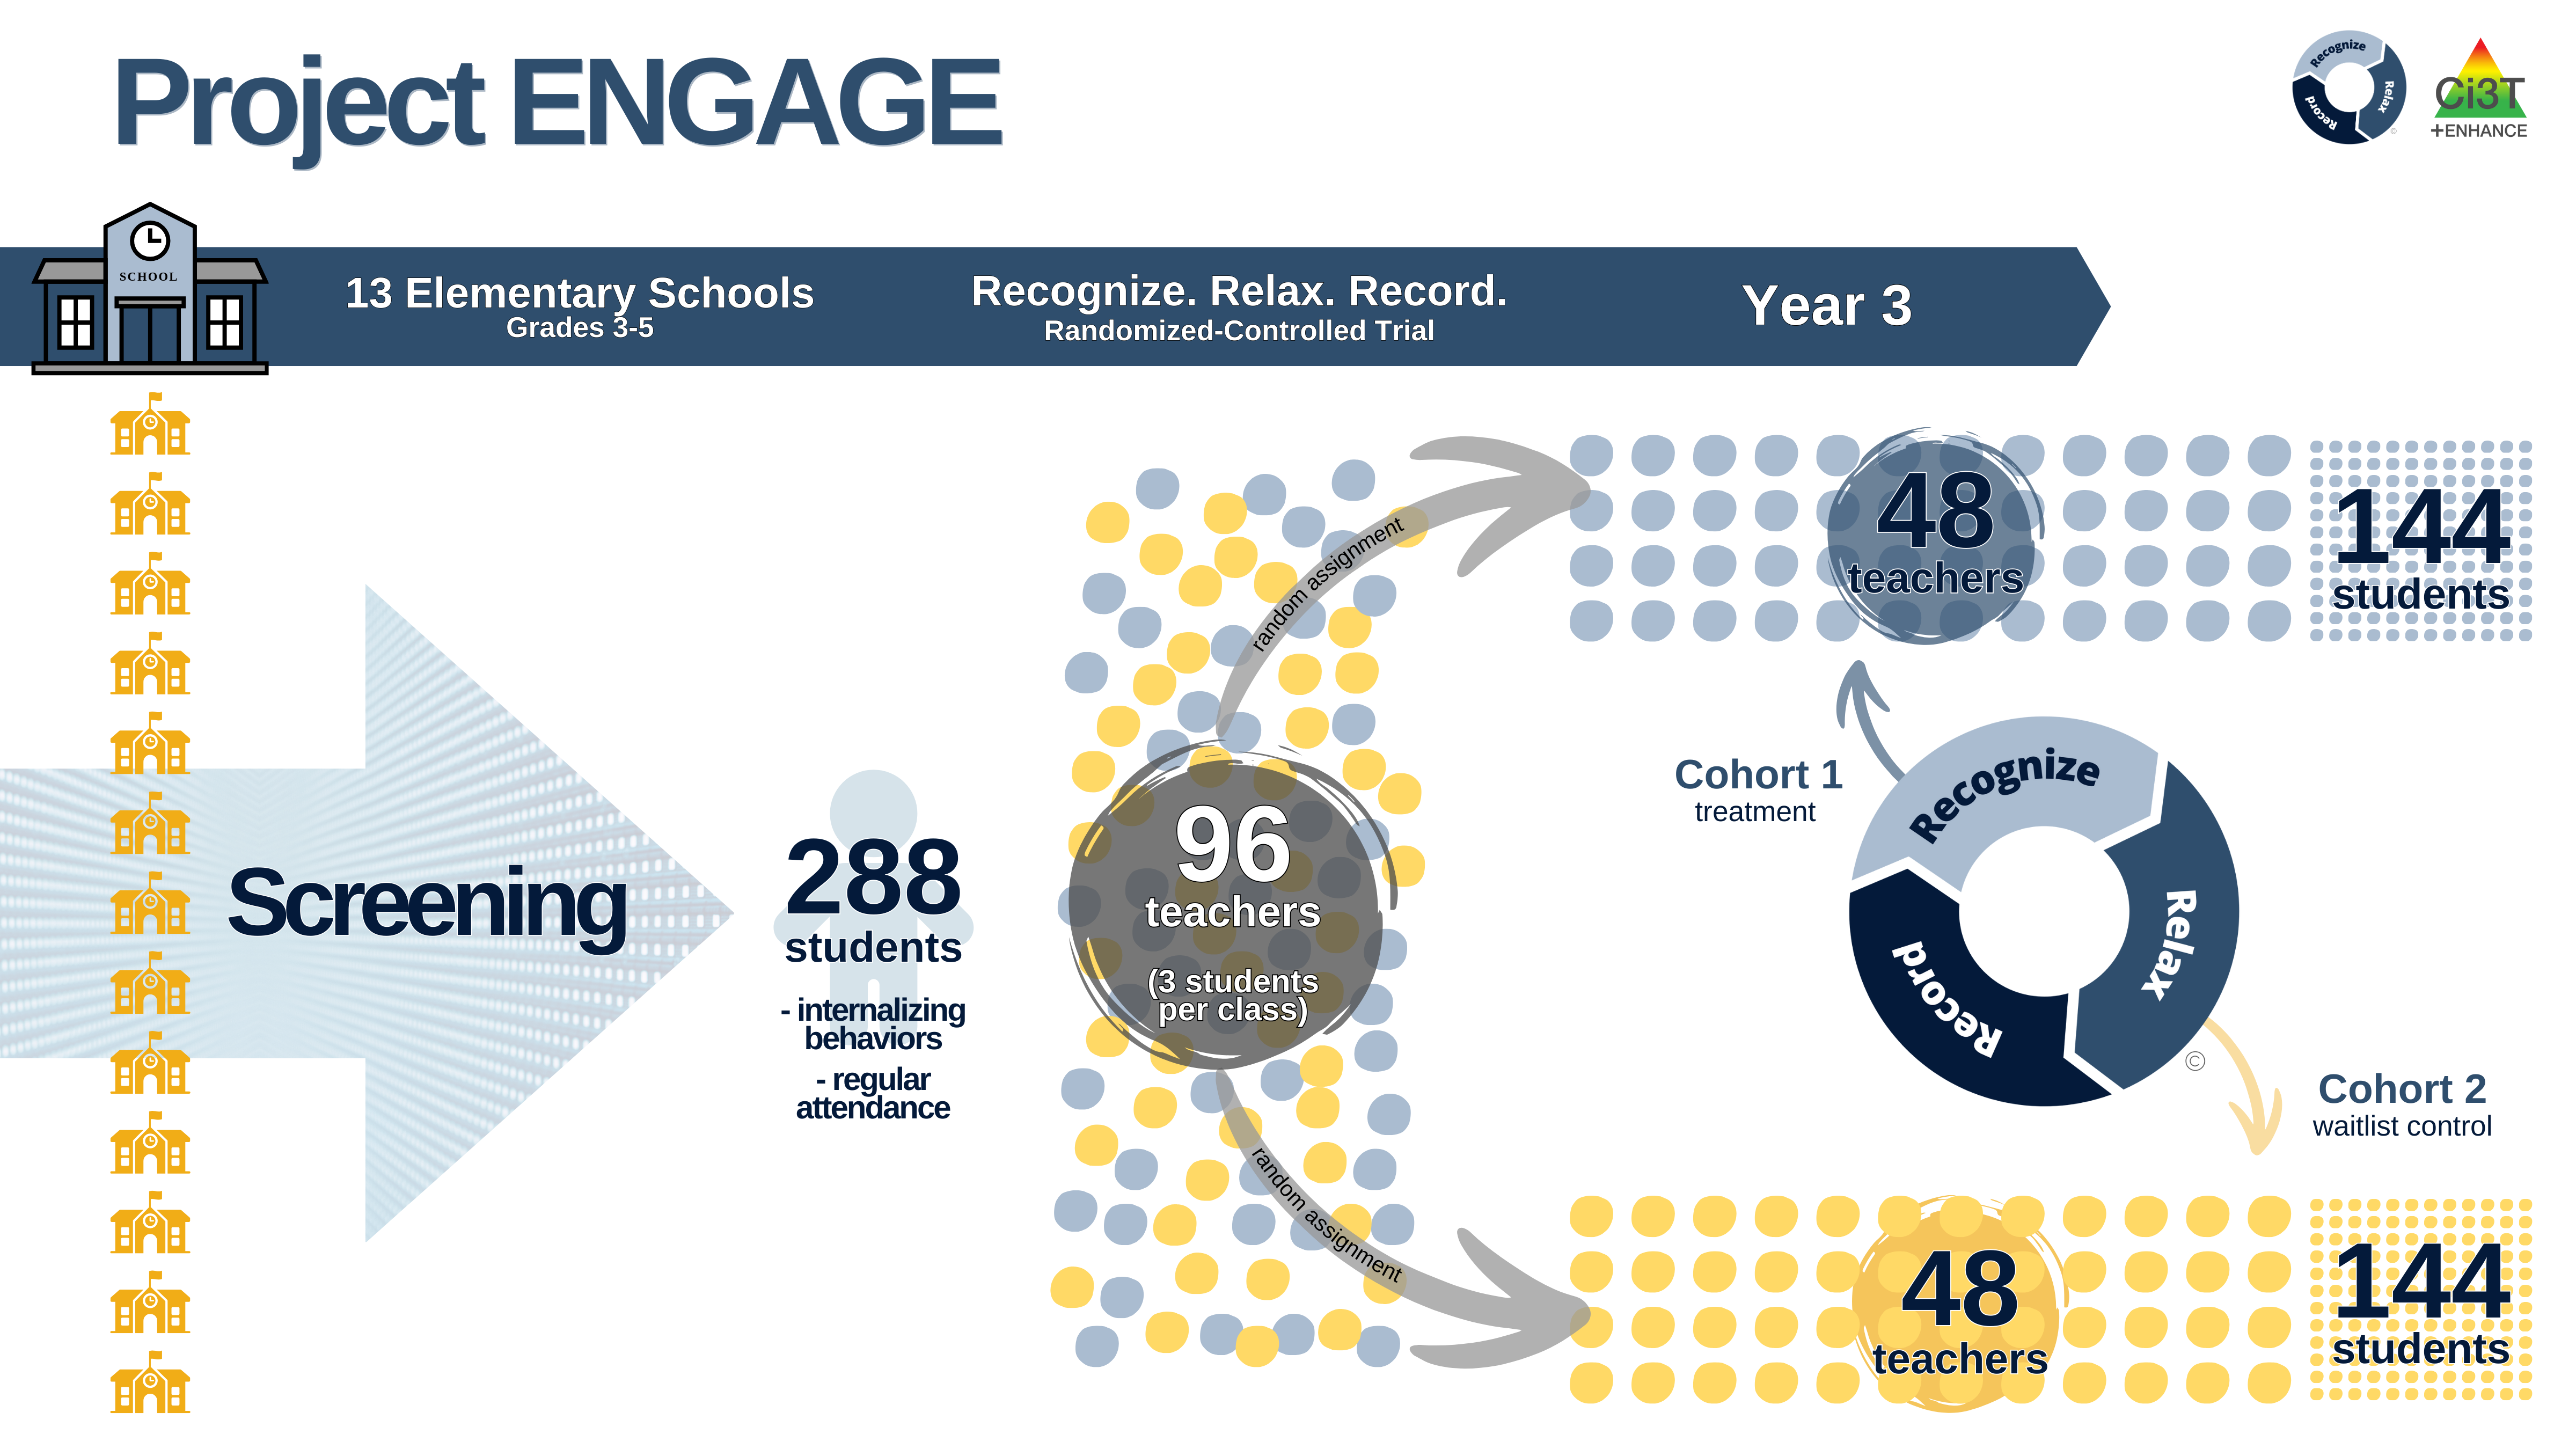 Project ENGAGE
Recognize
Relax
Record
©
Ci3T
+ENHANCE
SCHOOL
13 Elementary Schools
Grades 3-5
Recognize. Relax. Record.
Randomized-Controlled Trial
Year 3
Screening
288
students
- internalizing
behaviors
- regular
attendance
96
teachers
(3 students
per class)
random assignment
random assignment
48
teachers
144
students
Cohort 1
treatment
Recognize
Relax
Record
©
Cohort 2
waitlist control
48
teachers
144
students